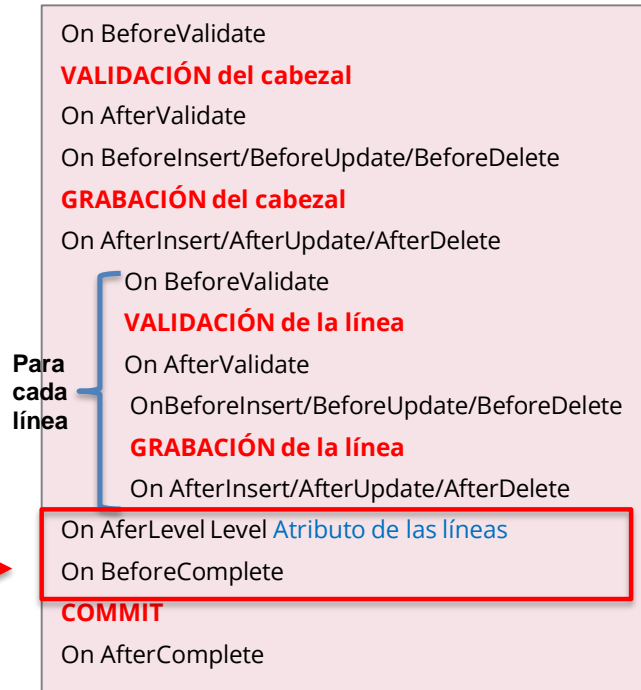 On BeforeValidate
VALIDACIÓN del cabezal
On AfterValidate
On BeforeInsert/BeforeUpdate/BeforeDelete
GRABACIÓN del cabezal
On AfterInsert/AfterUpdate/AfterDelete
Para cada línea
On BeforeValidate
VALIDACIÓN de la línea
On AfterValidate
OnBeforeInsert/BeforeUpdate/BeforeDelete
GRABACIÓN de la línea
On AfterInsert/AfterUpdate/AfterDelete
On AferLevel Level Atributo de las líneas
On BeforeComplete
COMMIT
On AfterComplete